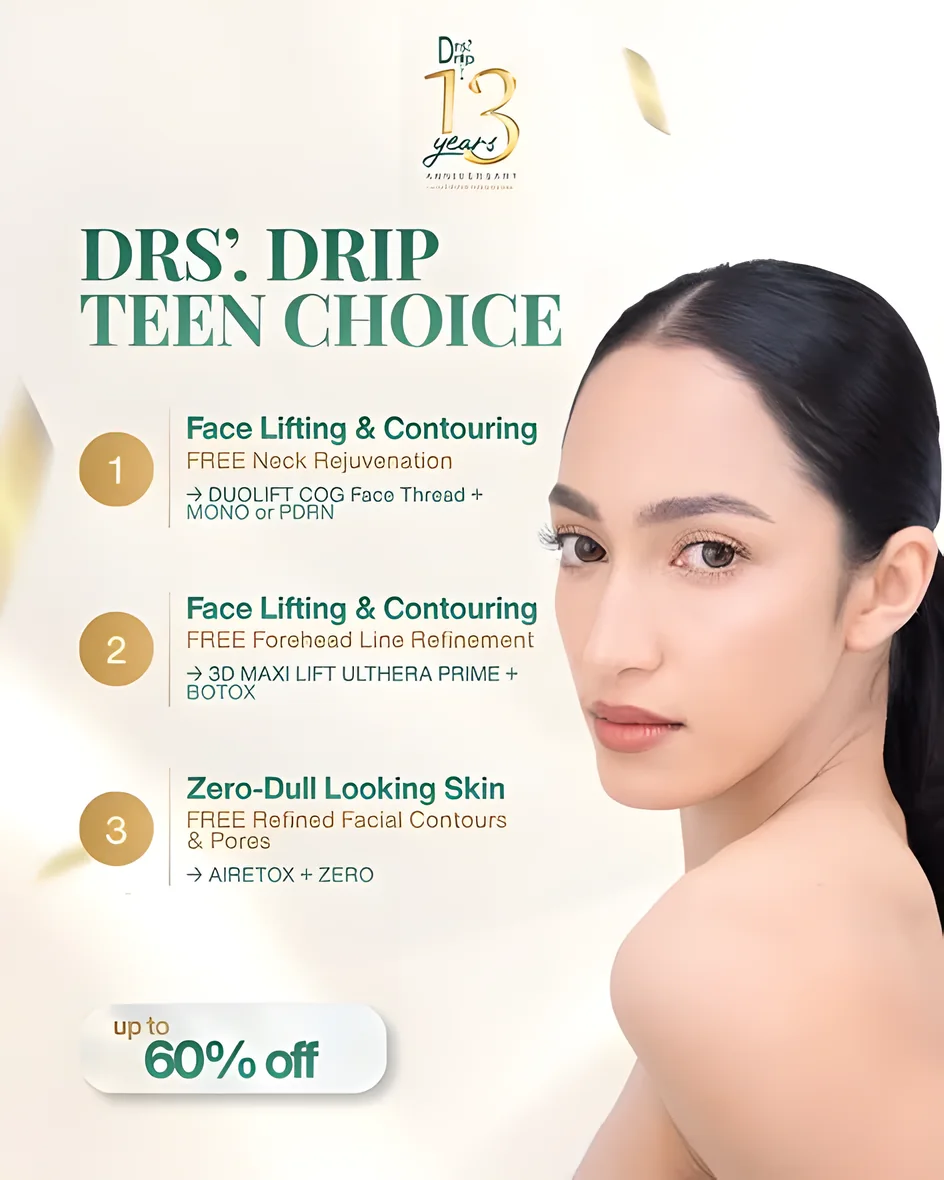 Drs'.
Drip
13
years
DRS'. DRIP
TEEN CHOICE
1
Face Lifting & Contouring
FREE Neck Rejuvenation
→ DUOLIFT COG Face Thread +
MONO or PDRN
2
Face Lifting & Contouring
FREE Forehead Line Refinement
→ 3D MAXI LIFT ULTHERA PRIME +
BOTOX
3
Zero-Dull Looking Skin
FREE Refined Facial Contours
& Pores
→ AIRETOX + ZERO
up to
60% off